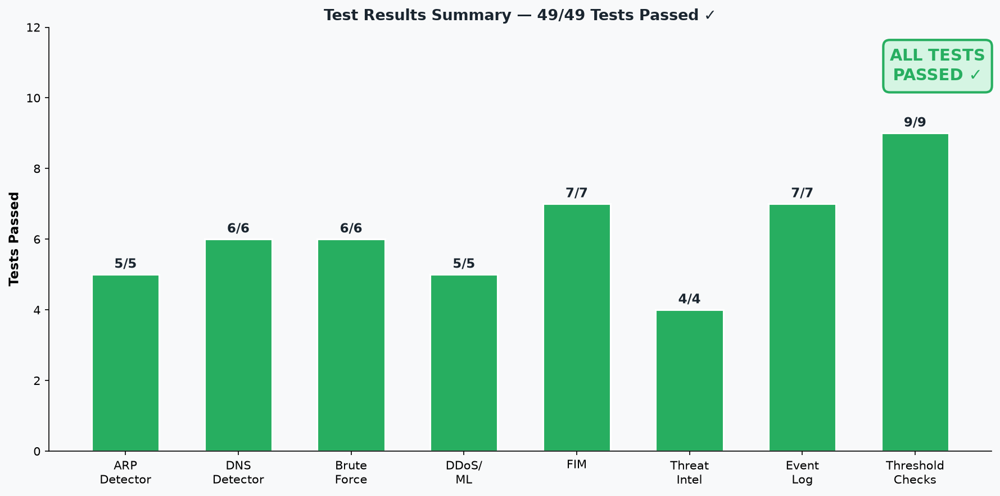 Test Results Summary — 49/49 Tests Passed ✓
ALL TESTS
PASSED ✓
Tests Passed
12
10
8
6
4
2
0
5/5
6/6
6/6
5/5
7/7
4/4
7/7
9/9
ARP
Detector
DNS
Detector
Brute
Force
DDoS/
ML
FIM
Threat
Intel
Event
Log
Threshold
Checks